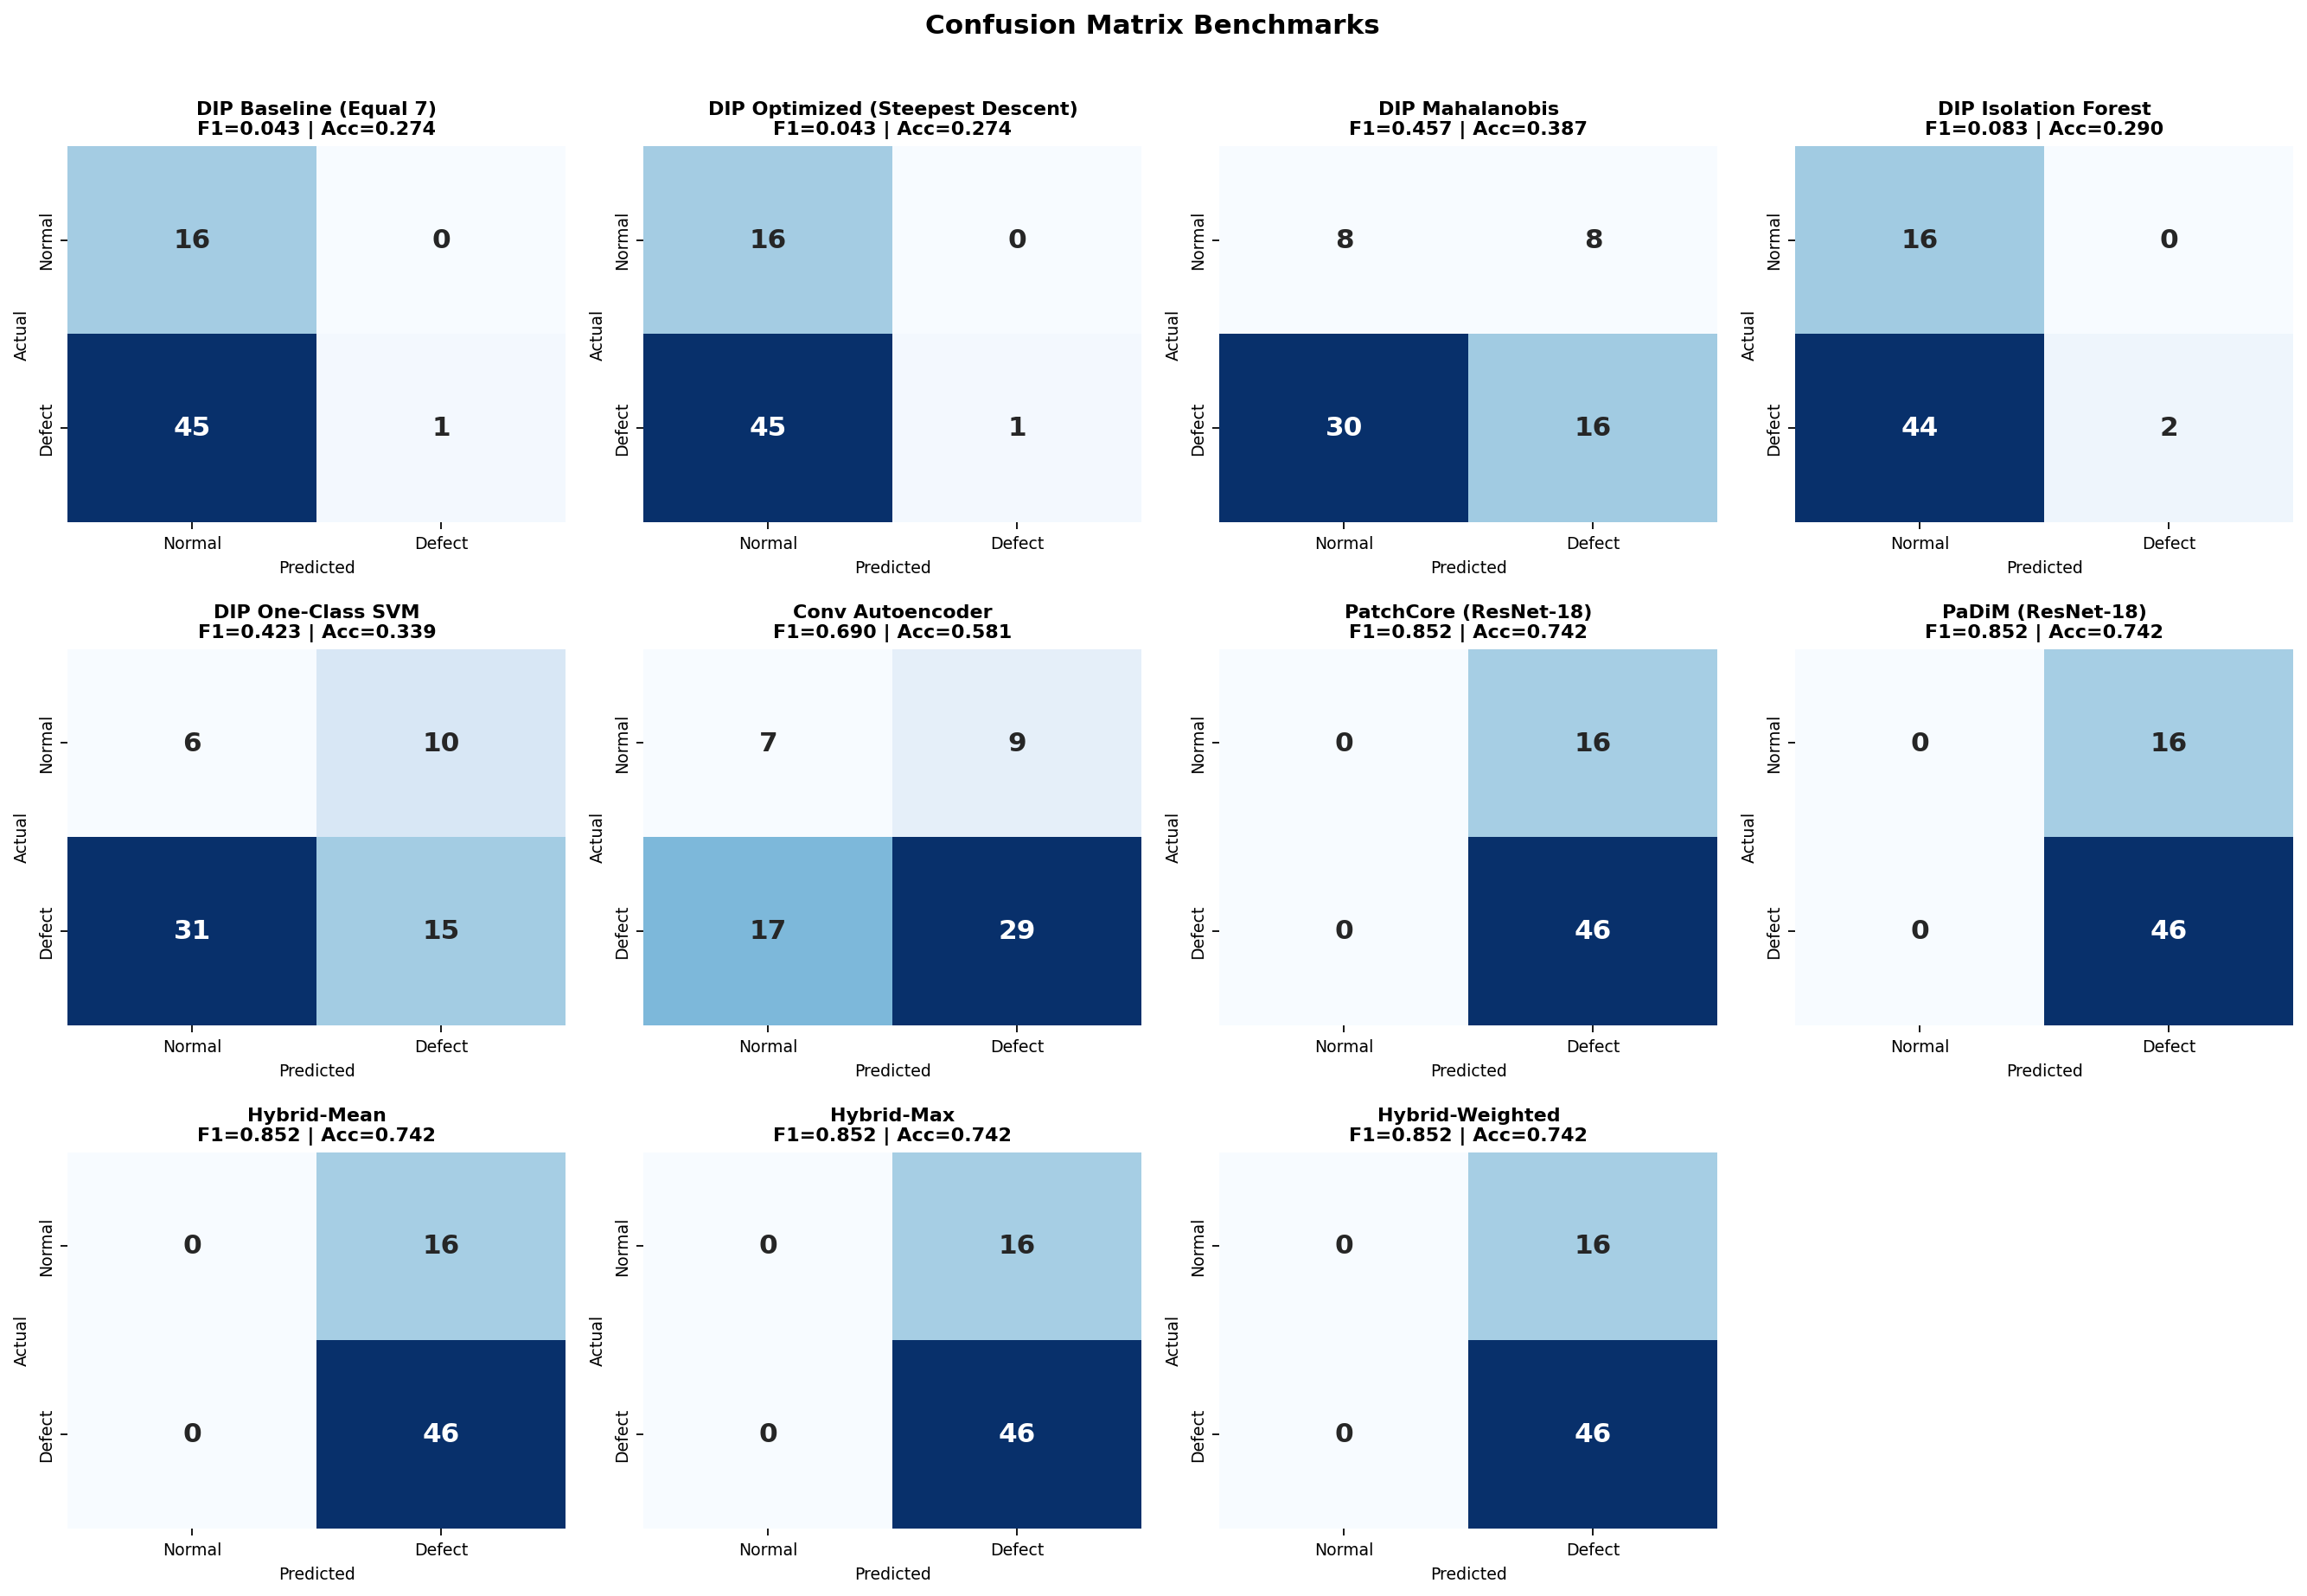 Confusion Matrix Benchmarks
DIP Baseline (Equal 7)
F1=0.043 | Acc=0.274
Actual
Normal
16
0
Defect
45
1
Normal
Defect
Predicted
DIP Optimized (Steepest Descent)
F1=0.043 | Acc=0.274
Actual
Normal
16
0
Defect
45
1
Normal
Defect
Predicted
DIP Mahalanobis
F1=0.457 | Acc=0.387
Actual
Normal
8
8
Defect
30
16
Normal
Defect
Predicted
DIP Isolation Forest
F1=0.083 | Acc=0.290
Actual
Normal
16
0
Defect
44
2
Normal
Defect
Predicted
DIP One-Class SVM
F1=0.423 | Acc=0.339
Actual
Normal
6
10
Defect
31
15
Normal
Defect
Predicted
Conv Autoencoder
F1=0.690 | Acc=0.581
Actual
Normal
7
9
Defect
17
29
Normal
Defect
Predicted
PatchCore (ResNet-18)
F1=0.852 | Acc=0.742
Actual
Normal
0
16
Defect
0
46
Normal
Defect
Predicted
PaDiM (ResNet-18)
F1=0.852 | Acc=0.742
Actual
Normal
0
16
Defect
0
46
Normal
Defect
Predicted
Hybrid-Mean
F1=0.852 | Acc=0.742
Actual
Normal
0
16
Defect
0
46
Normal
Defect
Predicted
Hybrid-Max
F1=0.852 | Acc=0.742
Actual
Normal
0
16
Defect
0
46
Normal
Defect
Predicted
Hybrid-Weighted
F1=0.852 | Acc=0.742
Actual
Normal
0
16
Defect
0
46
Normal
Defect
Predicted